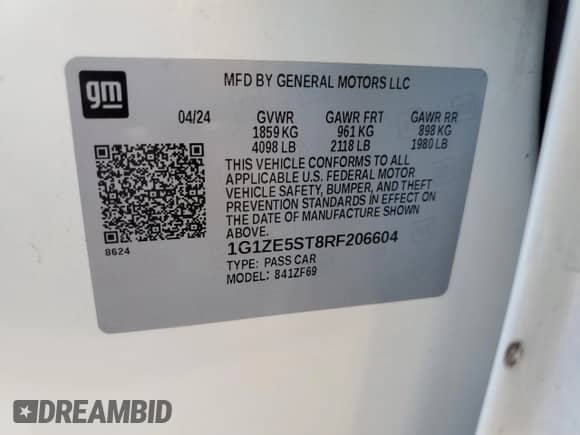 gm
MFD BY GENERAL MOTORS LLC
04/24 GVWR GAWR FRT GAWR RR
1859 KG 961 KG 898 KG
4098 LB 2118 LB 1980 LB
THIS VEHICLE CONFORMS TO ALL
APPLICABLE U.S. FEDERAL MOTOR
VEHICLE SAFETY, BUMPER, AND THEFT
PREVENTION STANDARDS IN EFFECT ON
THE DATE OF MANUFACTURE SHOWN
ABOVE.
8624
1G1ZE5ST8RF206604
TYPE: PASS CAR
MODEL: 841ZF69
DREAMBID